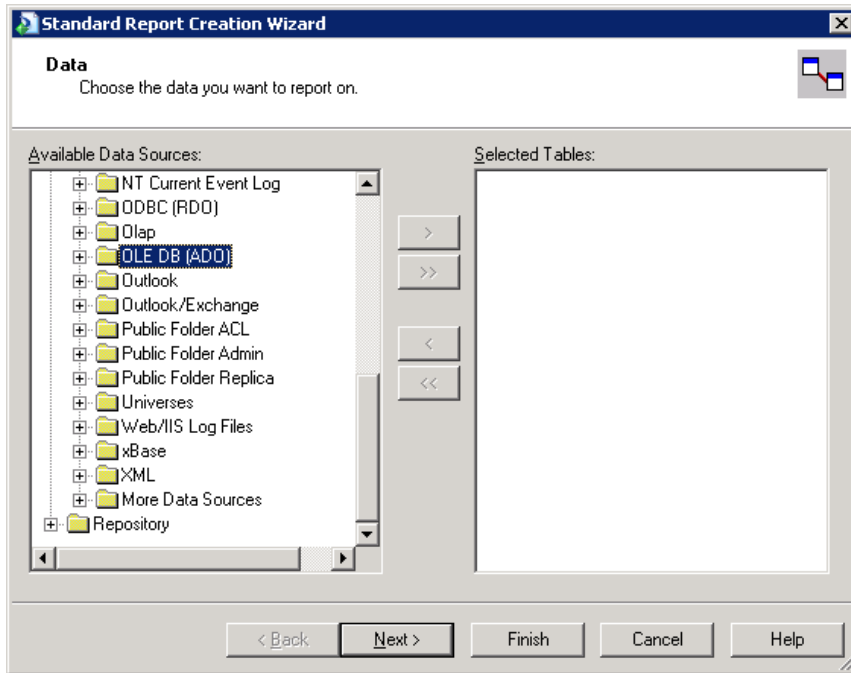 Standard Report Creation Wizard
Data
Choose the data you want to report on.
Available Data Sources:
Selected Tables:
NT Current Event Log
ODBC (RDO)
Olap
OLE DB (ADO)
Outlook
Outlook/Exchange
Public Folder ACL
Public Folder Admin
Public Folder Replica
Universes
Web/IIS Log Files
xBase
XML
More Data Sources
Repository
>
>>
<
<<
< Back
Next >
Finish
Cancel
Help